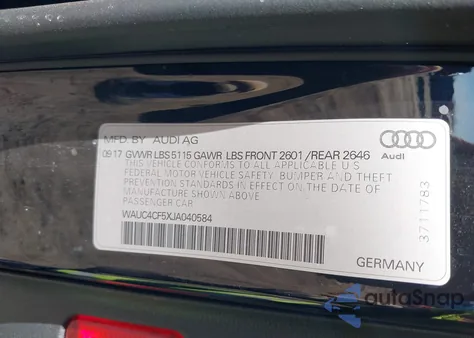 MFD. BY AUDI AG
09 17 GVWR LBS 5115 GAWR LBS FRONT 2601 /REAR 2646
THIS VEHICLE CONFORMS TO ALL APPLICABLE U.S.
FEDERAL MOTOR VEHICLE SAFETY, BUMPER AND THEFT
PREVENTION STANDARDS IN EFFECT ON THE DATE OF
MANUFACTURE SHOWN ABOVE.
PASSENGER CAR
WAUC4CF5XJA040584
Audi
3711783
GERMANY
autoSnap